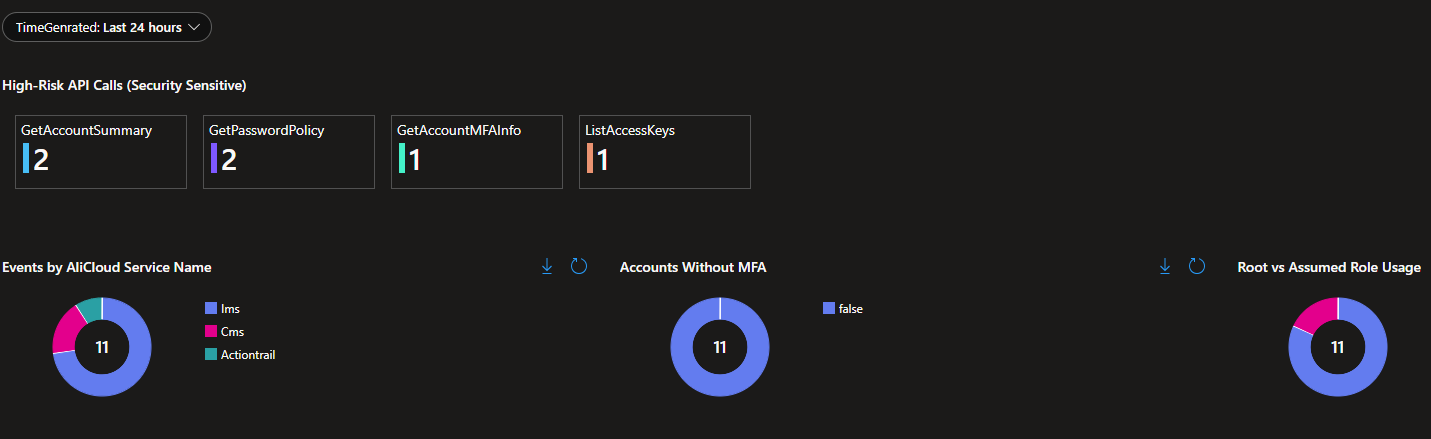 TimeGenrated: Last 24 hours
High-Risk API Calls (Security Sensitive)
GetAccountSummary
2
GetPasswordPolicy
2
GetAccountMFAInfo
1
ListAccessKeys
1
Events by AliCloud Service Name
11
Ims
Cms
Actiontrail
Accounts Without MFA
11
false
Root vs Assumed Role Usage
11